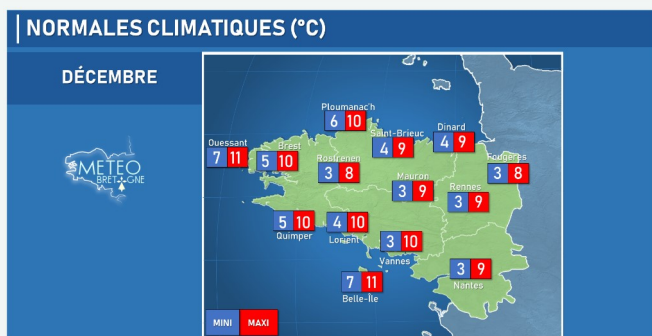 NORMALES CLIMATIQUES (°C)
DÉCEMBRE
METEO
BRETAGNE
Ploumanac'h
6 10
Saint-Brieuc
4 9
Dinard
4 9
Ouessant
7 11
Brest
5 10
Rostrenen
3 8
Fougères
3 8
Mauron
3 9
Rennes
3 9
5 10
Quimper
4 10
Lorient
3 10
Vannes
7 11
Belle-Île
3 9
Nantes
MINI MAXI